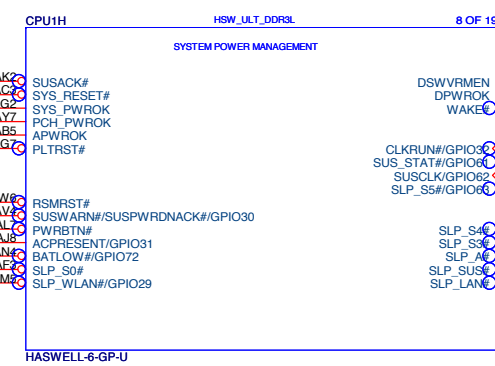 CPU1H HSW_ULT_DDR3L 8 OF 19
SYSTEM POWER MANAGEMENT
SUSACK# DSWVRMEN
SYS_RESET# DPWROK
SYS_PWROK WAKE#
PCH_PWROK
APWROK
PLTRST# CLKRUN#/GPIO32
SUS_STAT#/GPIO61
SUSCLK/GPIO62
SLP_S5#/GPIO63
RSMRST#
SUSWARN#/SUSPWRDNACK#/GPIO30
PWRBTN# SLP_S4#
ACPRESENT/GPIO31 SLP_S3#
BATLOW#/GPIO72 SLP_A#
SLP_S0# SLP_SUS#
SLP_WLAN#/GPIO29 SLP_LAN#
HASWELL-6-GP-U